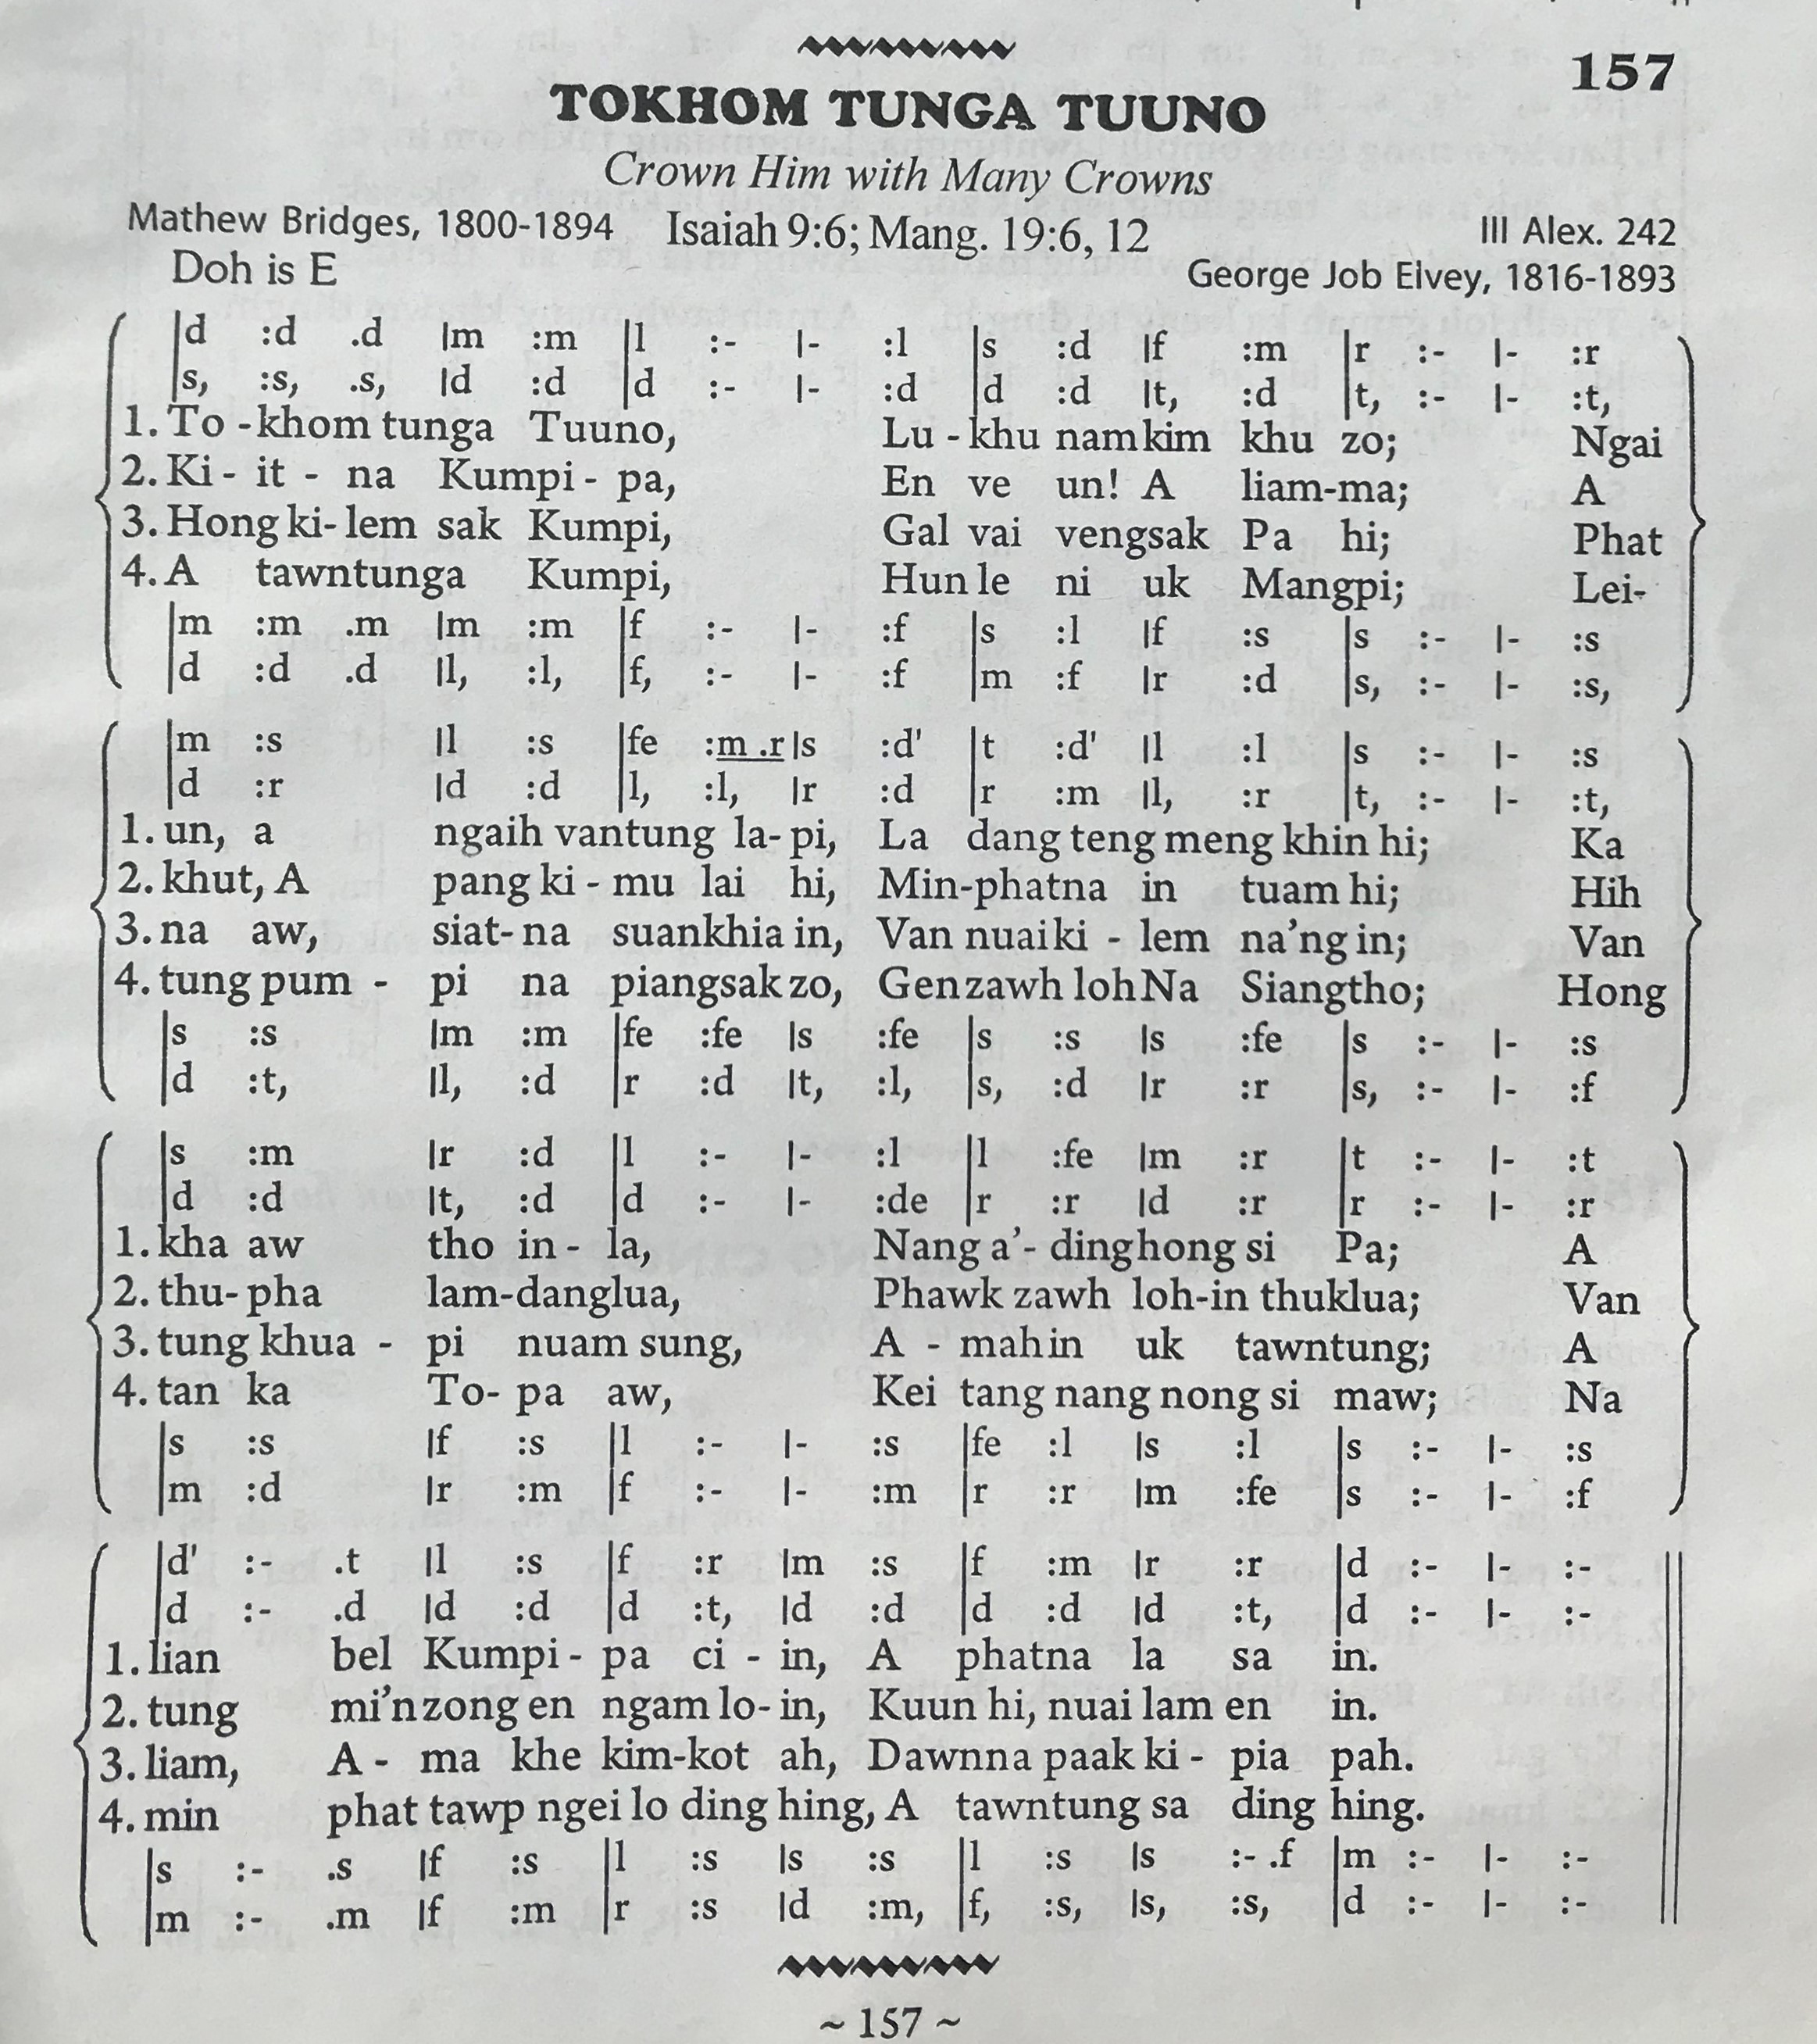 157
TOKHOM TUNGA TUUNO
Crown Him with Many Crowns
Mathew Bridges, 1800-1894 Isaiah 9:6; Mang. 19:6, 12 III Alex. 242
Doh is E George Job Elvey, 1816-1893
|d :d .d |m :m |l :- |- :l |s :d |f :m |r :- |- :r
|s, :s, .s, |d :d |d :- |- :d |d :d |t, :d |t, :- |- :t,
1. To -khom tunga Tuuno, Lu - khu namkim khu zo; Ngai
2. Ki - it - na Kumpi - pa, En ve un! A liam-ma; A
3. Hong ki- lem sak Kumpi, Gal vai vengsak Pa hi; Phat
4. A tawntunga Kumpi, Hun le ni uk Mangpi; Lei-
|m :m .m |m :m |f :- |- :f |s :l |f :s |s :- |- :s
|d :d .d |l, :l, |f, :- |- :f |m :f |r :d |s, :- |- :s,
|m :s |l :s |fe :m .r |s :d' |t :d' |l :l |s :- |- :s
|d :r |d :d |l, :l, |r :d |r :m |l, :r |t, :- |- :t,
1. un, a ngaih vantung la- pi, La dang teng meng khin hi; Ka
2. khut, A pang ki - mu lai hi, Min-phatna in tuam hi; Hih
3. na aw, siat- na suankhia in, Van nuai ki - lem na'ng in; Van
4. tung pum - pi na piangsak zo, Genzawh loh Na Siangtho; Hong
|s :s |m :m |fe :fe |s :fe |s :s |s :fe |s :- |- :s
|d :t, |l, :d |r :d |t, :l, |s, :d |r :r |s, :- |- :f
|s :m |r :d |l :- |- :l |l :fe |m :r |t :- |- :t
|d :d |t, :d |d :- |- :de |r :r |d :r |r :- |- :r
1. kha aw tho in - la, Nang a'- ding hong si Pa; A
2. thu- pha lam-danglua, Phawk zawh loh-in thuklua; Van
3. tung khua - pi nuam sung, A - mah in uk tawntung; A
4. tan ka To- pa aw, Kei tang nang nong si maw; Na
|s :s |f :s |l :- |- :s |fe :l |s :l |s :- |- :s
|m :d |r :m |f :- |- :m |r :r |m :fe |s :- |- :f
|d' :- .t |l :s |f :r |m :s |f :m |r :r |d :- |- :-
|d :- .d |d :d |d :t, |d :d |d :d |d :t, |d :- |- :-
1. lian bel Kumpi - pa ci - in, A phatna la sa in.
2. tung mi'n zong en ngam lo- in, Kuun hi, nuai lam en in.
3. liam, A - ma khe kim-kot ah, Dawnna paak ki - pia pah.
4. min phat tawp ngei lo ding hing, A tawntung sa ding hing.
|s :- .s |f :s |l :s |s :s |l :s |s :- .f |m :- |- :-
|m :- .m |f :m |r :s |d :m, |f, :s, |s, :s, |d :- |- :-
~ 157 ~